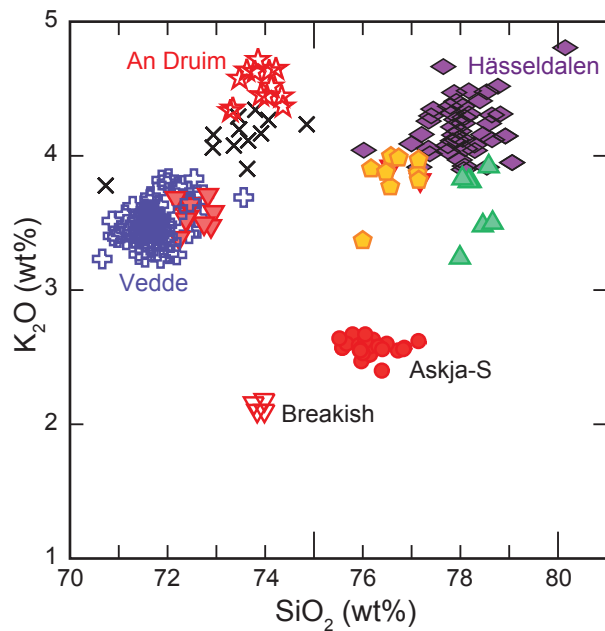 5
An Druim
Hässeldalen
4
K₂O (wt%)
Vedde
3
Askja-S
Breakish
2
1
70 72 74 76 78 80
SiO₂ (wt%)